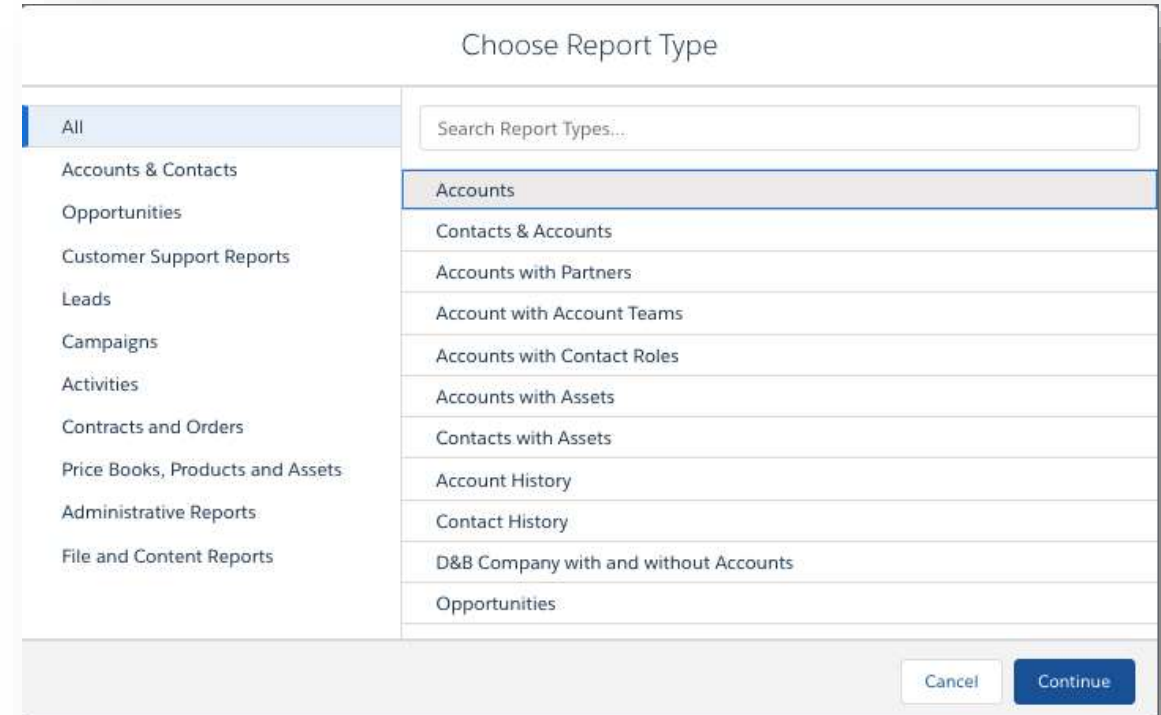 Choose Report Type
All
Accounts & Contacts
Opportunities
Customer Support Reports
Leads
Campaigns
Activities
Contracts and Orders
Price Books, Products and Assets
Administrative Reports
File and Content Reports
Search Report Types...
Accounts
Contacts & Accounts
Accounts with Partners
Account with Account Teams
Accounts with Contact Roles
Accounts with Assets
Contacts with Assets
Account History
Contact History
D&B Company with and without Accounts
Opportunities
Cancel
Continue